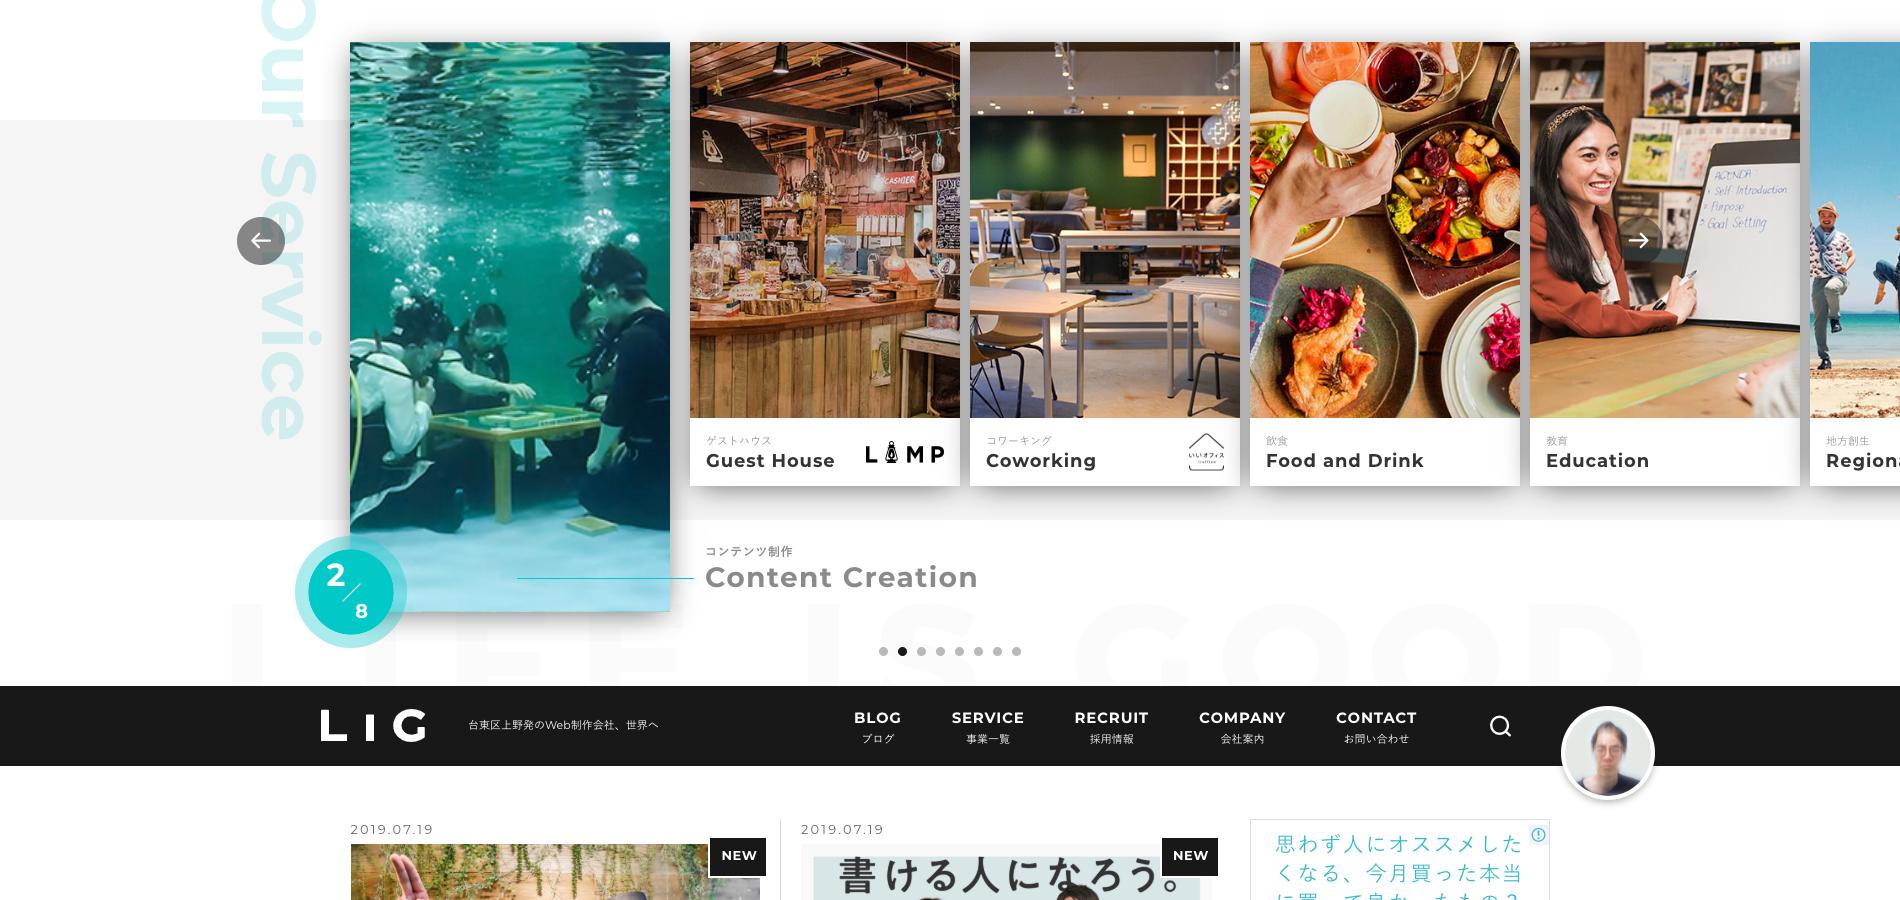 Our Service
CASHIER
AGENDA
Self Introduction
Purpose
Goal Setting
ゲストハウス
Guest House
LAMP
コワーキング
Coworking
いいオフィス
飲食
Food and Drink
教育
Education
地方創生
Regiona
2/8
コンテンツ制作
Content Creation
LIFE IS GOOD
LIG
台東区上野発のWeb制作会社、世界へ
BLOG
ブログ
SERVICE
事業一覧
RECRUIT
採用情報
COMPANY
会社案内
CONTACT
お問い合わせ
2019.07.19
NEW
2019.07.19
NEW
書ける人になろう。
思わず人にオススメした
くなる、今月買った本当
に買って良かったもの？